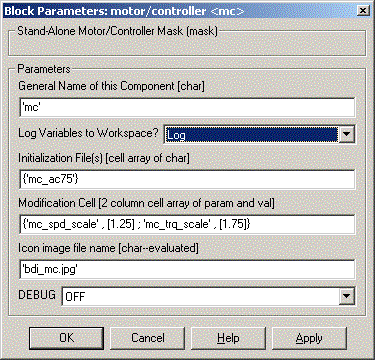 Block Parameters: motor/controller <mc>
Stand-Alone Motor/Controller Mask (mask)
Parameters
General Name of this Component [char]
'mc'
Log Variables to Workspace? Log
Initialization File(s) [cell array of char]
{'mc_ac75'}
Modification Cell [2 column cell array of param and val]
{'mc_spd_scale' , [1.25] ; 'mc_trq_scale' , [1.75]}
Icon image file name [char--evaluated]
'bdi_mc.jpg'
DEBUG OFF
OK Cancel Help Apply